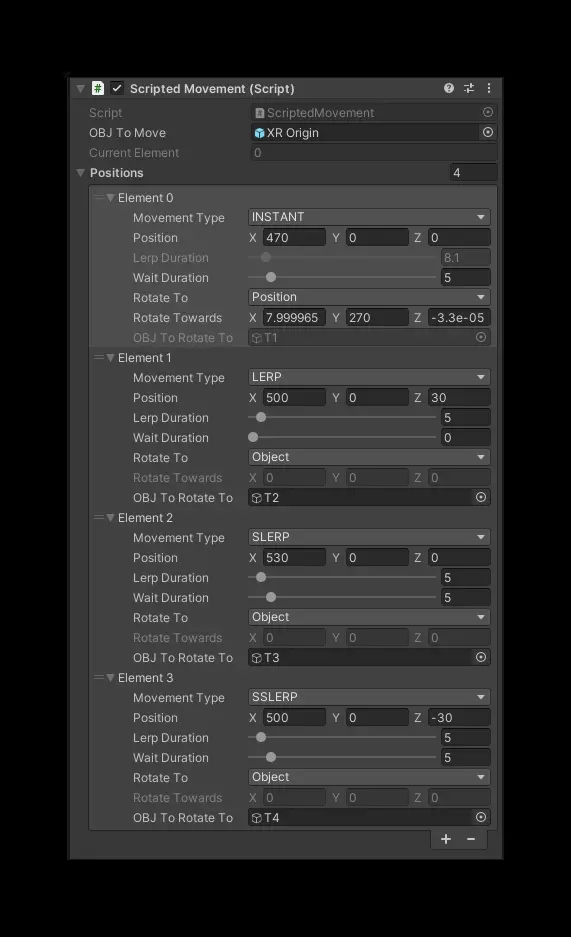 Scripted Movement (Script)
Script ScriptedMovement
OBJ To Move XR Origin
Current Element 0
Positions 4
Element 0
Movement Type INSTANT
Position X 470 Y 0 Z 0
Lerp Duration 8.1
Wait Duration 5
Rotate To Position
Rotate Towards X 7.999965 Y 270 Z -3.3e-05
OBJ To Rotate To T1
Element 1
Movement Type LERP
Position X 500 Y 0 Z 30
Lerp Duration 5
Wait Duration 0
Rotate To Object
Rotate Towards X 0 Y 0 Z 0
OBJ To Rotate To T2
Element 2
Movement Type SLERP
Position X 530 Y 0 Z 0
Lerp Duration 5
Wait Duration 5
Rotate To Object
Rotate Towards X 0 Y 0 Z 0
OBJ To Rotate To T3
Element 3
Movement Type SSLERP
Position X 500 Y 0 Z -30
Lerp Duration 5
Wait Duration 5
Rotate To Object
Rotate Towards X 0 Y 0 Z 0
OBJ To Rotate To T4